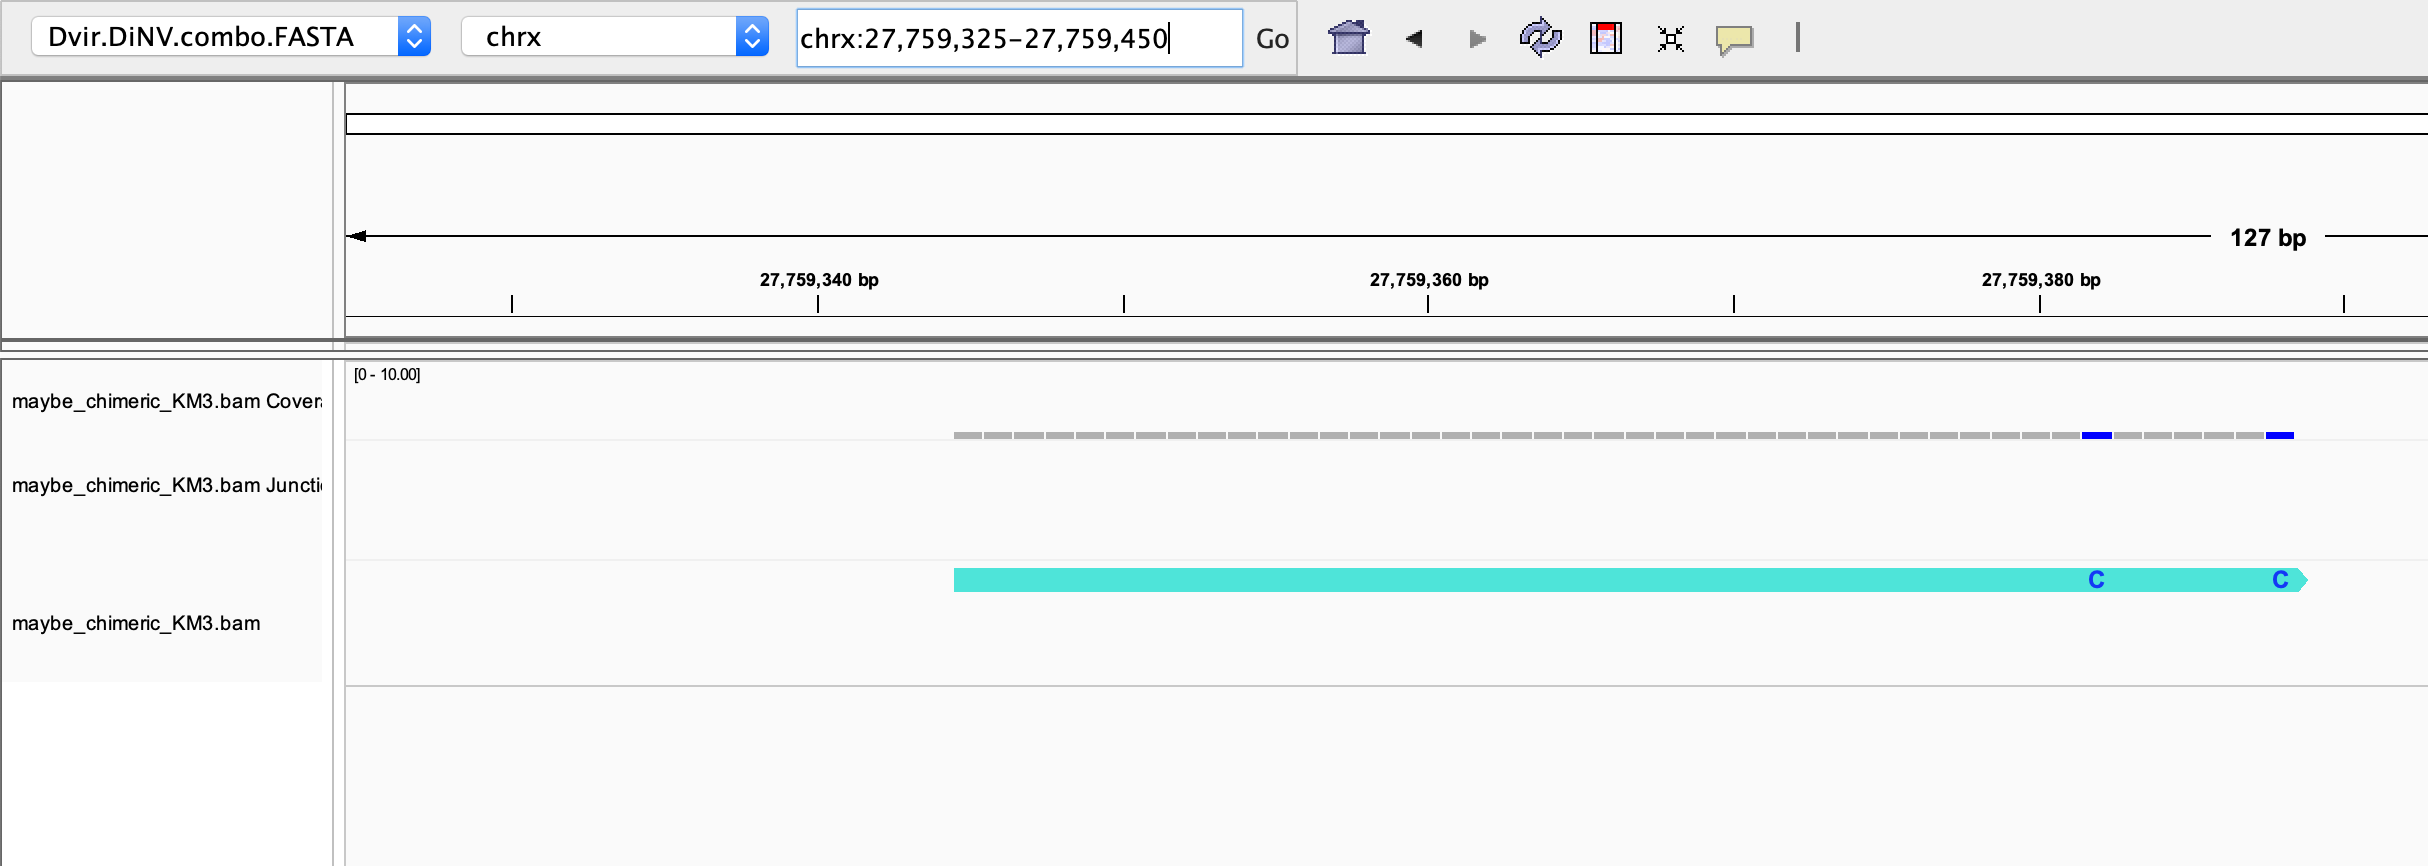 Dvir.DiNV.combo.FASTA chrx chrx:27,759,325-27,759,450 Go
127 bp
27,759,340 bp 27,759,360 bp 27,759,380 bp
[0 - 10.00]
maybe_chimeric_KM3.bam Cover
maybe_chimeric_KM3.bam Juncti
C C
maybe_chimeric_KM3.bam